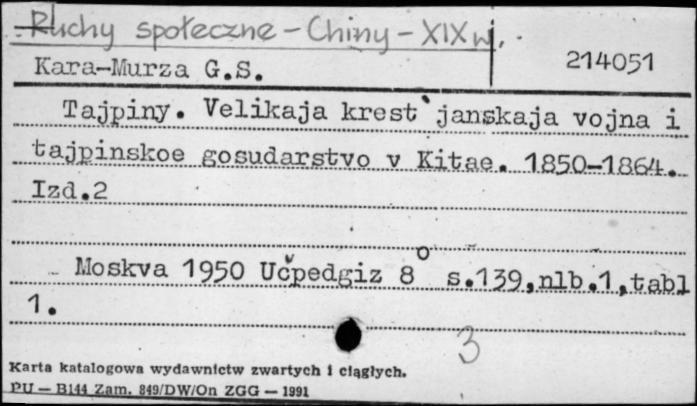 Ruchy społeczne – Chiny – XIX w.
Kara-Murza G.S.
214051
Tajpiny. Velikaja krest`janskaja vojna i
tajpinskoe gosudarstvo v Kitae. 1850-1864.
Izd.2
Moskva 1950 Učpedgiz 8° s.139,nlb.1,tabl
1.
3
Karta katalogowa wydawnictw zwartych i ciągłych.
PU — B144 Zam. 849/DW/On ZGG — 1991